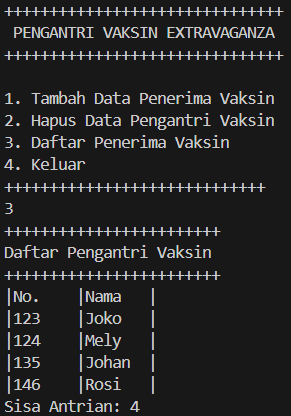 +++++++++++++++++++++++++++++++
 PENGANTRI VAKSIN EXTRAVAGANZA
+++++++++++++++++++++++++++++++

1. Tambah Data Penerima Vaksin
2. Hapus Data Pengantri Vaksin
3. Daftar Penerima Vaksin
4. Keluar
+++++++++++++++++++++++++++++
3
++++++++++++++++++++++++
Daftar Pengantri Vaksin
++++++++++++++++++++++++
|No.    |Nama   |
|123    |Joko   |
|124    |Mely   |
|135    |Johan  |
|146    |Rosi   |
Sisa Antrian: 4